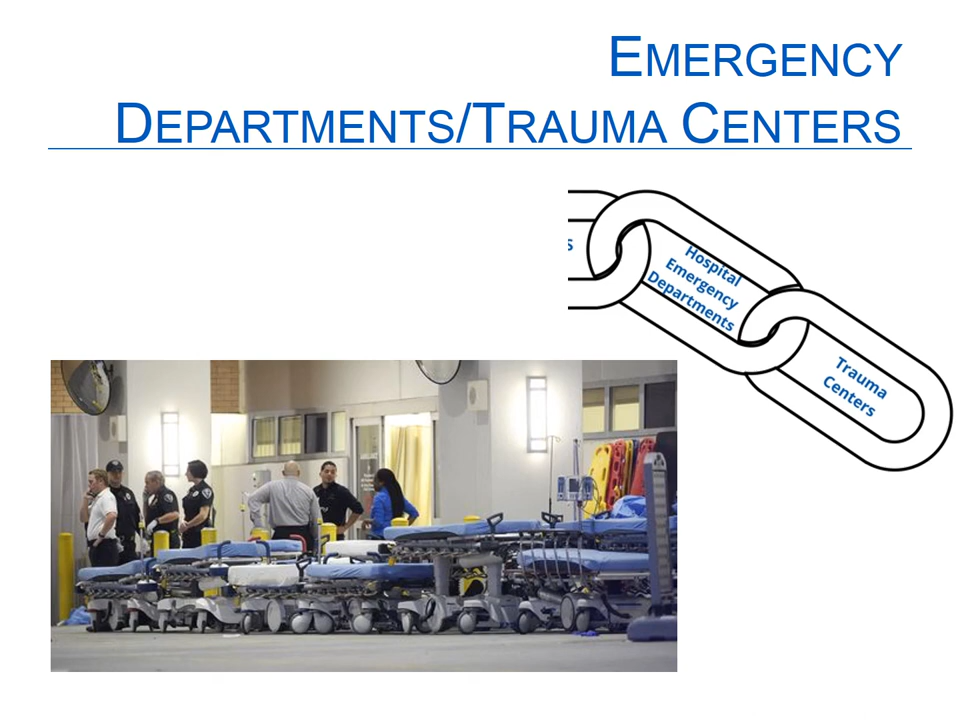 EMERGENCY
DEPARTMENTS/TRAUMA CENTERS
s
Hospital
Emergency
Departments
Trauma
Centers